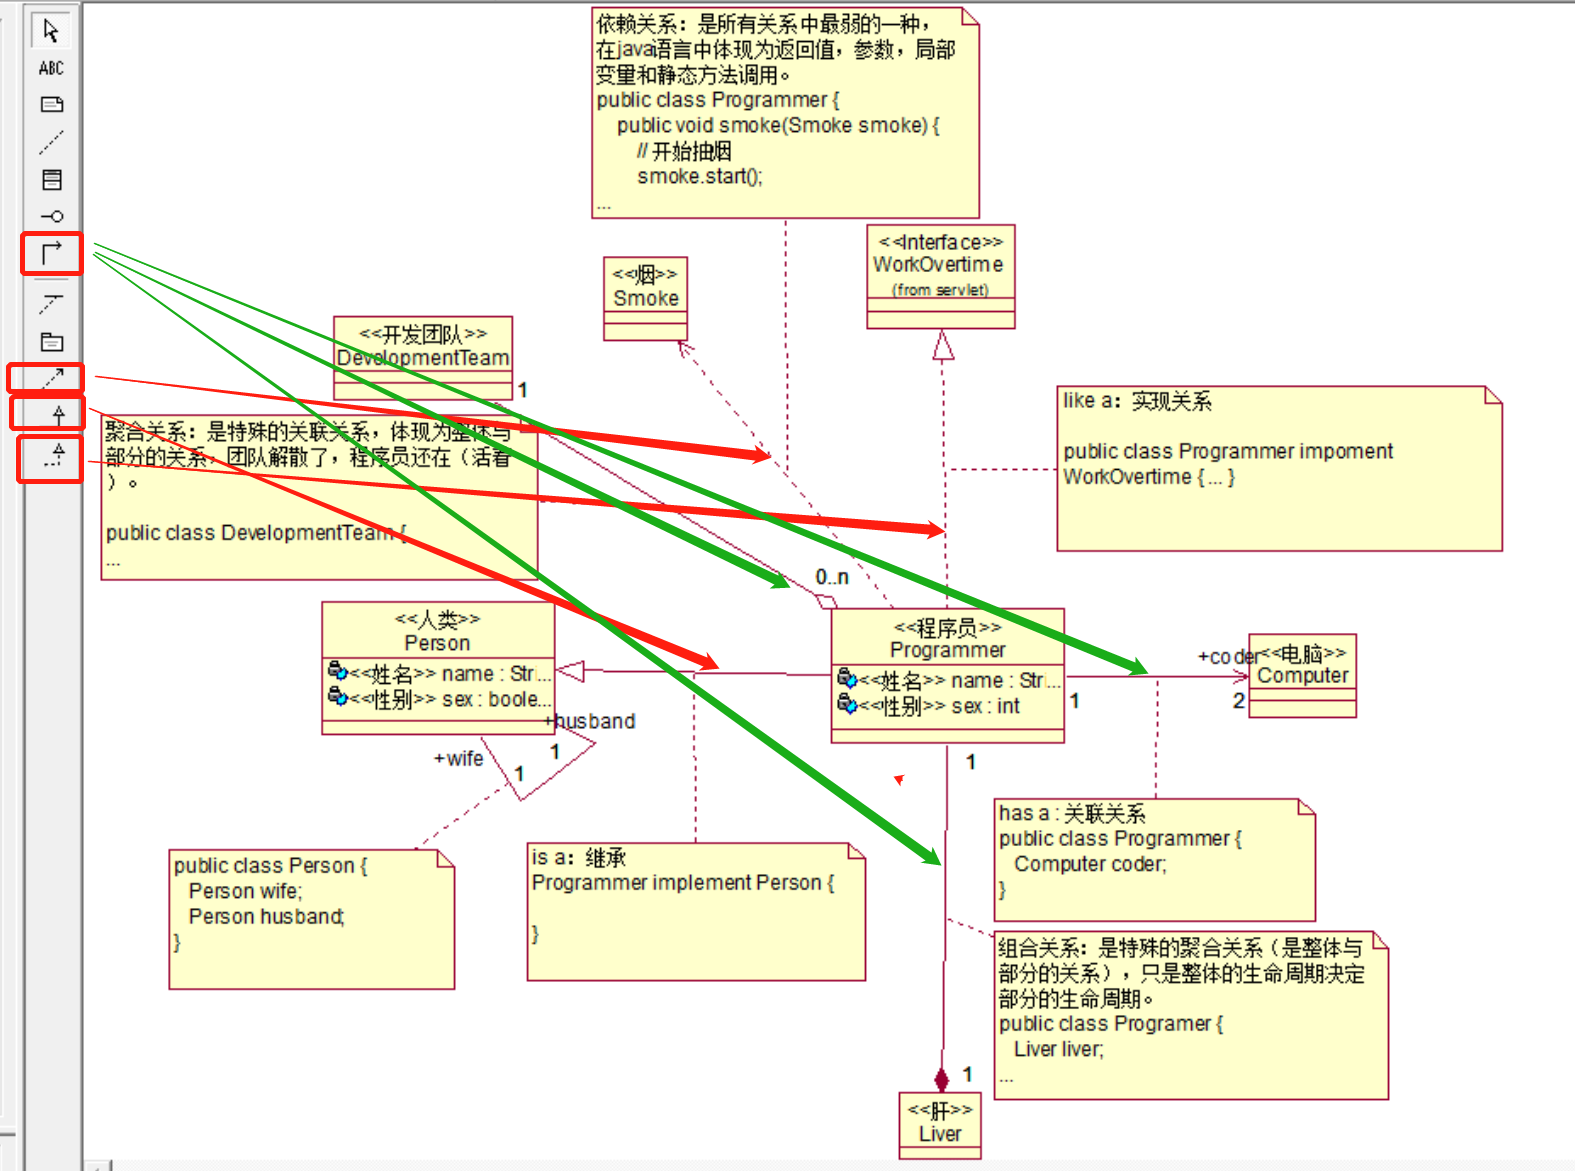 ABC
依赖关系：是所有关系中最弱的一种，
在java语言中体现为返回值，参数，局部
变量和静态方法调用。
public class Programmer {
public void smoke(Smoke smoke) {
// 开始抽烟
smoke.start();
...
<<Interface>>
WorkOvertime
(from servlet)
<<烟>>
Smoke
<<开发团队>>
DevelopmentTeam
1
like a：实现关系
public class Programmer impoment
WorkOvertime { ... }
聚合关系：是特殊的关联关系，体现为整体与
部分的关系，团队解散了，程序员还在（活着
）。
public class DevelopmentTeam {
...
0..n
<<人类>>
Person
<<姓名>> name : Stri...
<<性别>> sex : boole...
<<程序员>>
Programmer
<<姓名>> name : Stri...
<<性别>> sex : int
+coder
<<电脑>>
Computer
1
2
+husband
+wife
1
1
1
has a : 关联关系
public class Programmer {
Computer coder;
}
public class Person {
Person wife;
Person husband;
}
is a：继承
Programmer implement Person {
}
组合关系：是特殊的聚合关系（是整体与
部分的关系），只是整体的生命周期决定
部分的生命周期。
public class Programer {
Liver liver;
...
1
<<肝>>
Liver